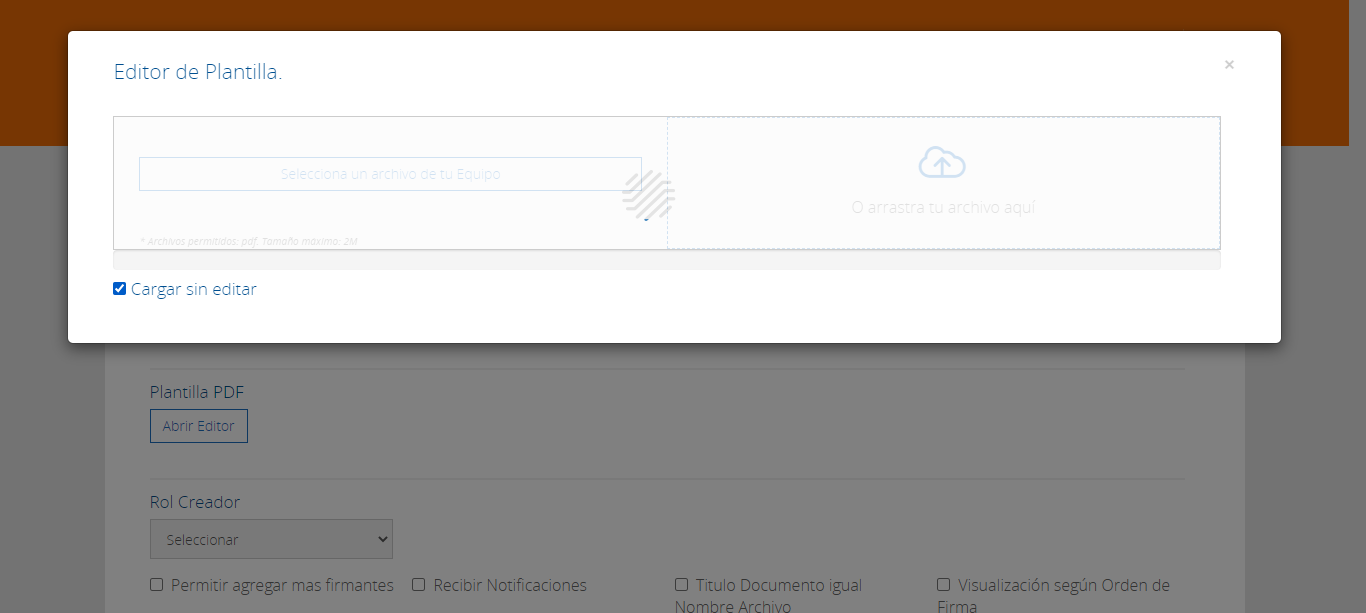 Editor de Plantilla.
×
Selecciona un archivo de tu Equipo
O arrastra tu archivo aquí
* Archivos permitidos: pdf. Tamaño maximo: 2M
Cargar sin editar
Plantilla PDF
Abrir Editor
Rol Creador
Seleccionar
Permitir agregar mas firmantes
Recibir Notificaciones
Titulo Documento igual
Nombre Archivo
Visualización según Orden de
Firma